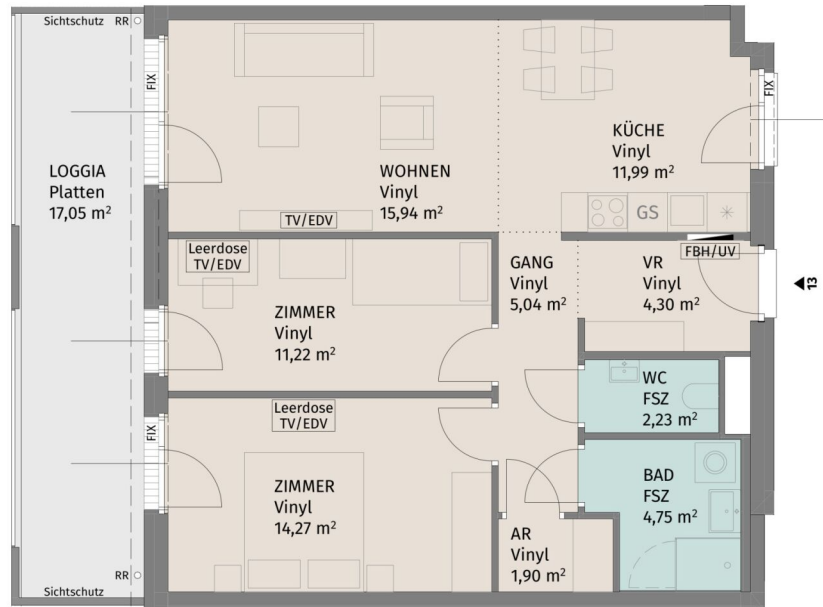 Sichtschutz RR
FIX
FIX
LOGGIA
Platten
17,05 m²
WOHNEN
Vinyl
15,94 m²
TV/EDV
KÜCHE
Vinyl
11,99 m²
GS
Leerdose
TV/EDV
ZIMMER
Vinyl
11,22 m²
GANG
Vinyl
5,04 m²
VR
Vinyl
4,30 m²
FBH/UV
13
WC
FSZ
2,23 m²
FIX
Leerdose
TV/EDV
ZIMMER
Vinyl
14,27 m²
BAD
FSZ
4,75 m²
AR
Vinyl
1,90 m²
RR
Sichtschutz